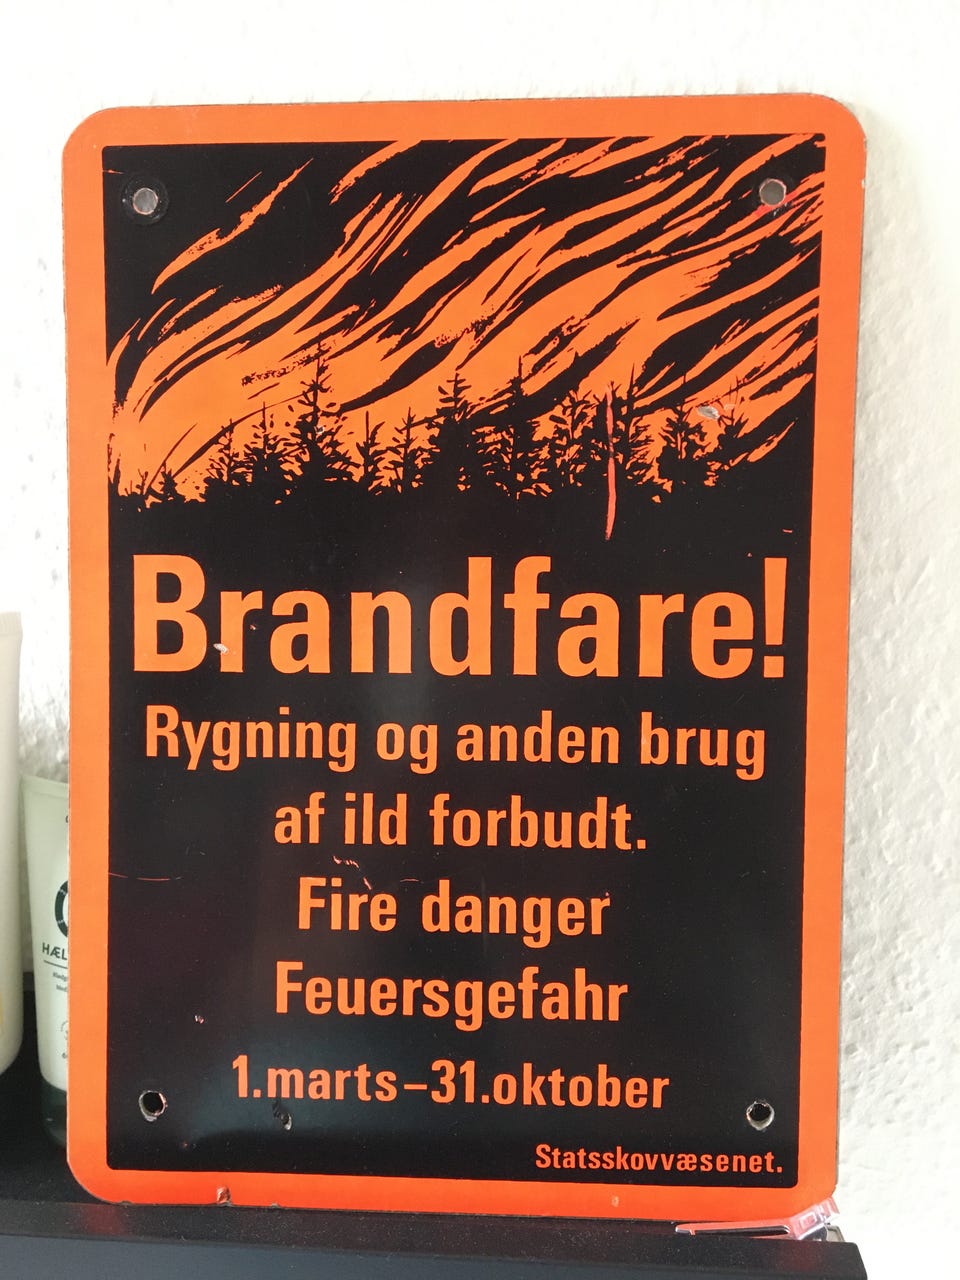 Brandfare!
Rygning og anden brug
af ild forbudt.
Fire danger
Feuersgefahr
1.marts–31.oktober
Statsskovvæsenet.